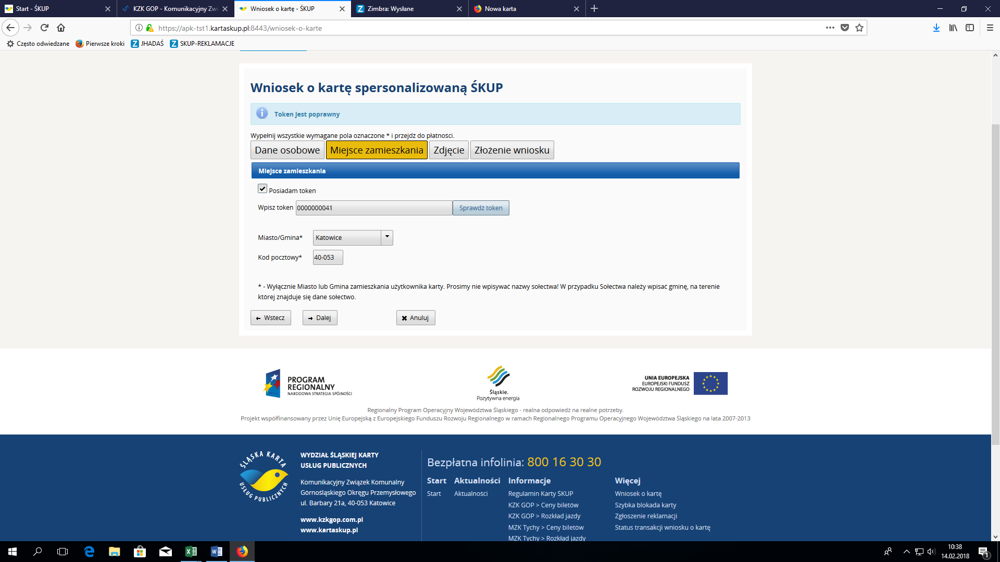 Start - ŚKUP
KZK GOP - Komunikacyjny Zwi
Wniosek o kartę - ŚKUP
Zimbra: Wysłane
Nowa karta
https://apk-tst1.kartaskup.pl:8443/wniosek-o-karte
Często odwiedzane
Pierwsze kroki
JHADAŚ
SKUP-REKLAMACJE
Wniosek o kartę spersonalizowaną ŚKUP
Token jest poprawny
Wypełnij wszystkie wymagane pola oznaczone * i przejdź do płatności.
Dane osobowe
Miejsce zamieszkania
Zdjęcie
Złożenie wniosku
Miejsce zamieszkania
Posiadam token
Wpisz token 0000000041 Sprawdź token
Miasto/Gmina* Katowice
Kod pocztowy* 40-053
* - Wyłącznie Miasto lub Gmina zamieszkania użytkownika karty. Prosimy nie wpisywać nazwy sołectwa! W przypadku Sołectwa należy wpisać gminę, na terenie
której znajduje się dane sołectwo.
Wstecz
Dalej
Anuluj
PROGRAM
REGIONALNY
NARODOWA STRATEGIA SPÓJNOŚCI
Śląskie.
Pozytywna energia
UNIA EUROPEJSKA
EUROPEJSKI FUNDUSZ
ROZWOJU REGIONALNEGO
Regionalny Program Operacyjny Województwa Śląskiego - realna odpowiedź na realne potrzeby.
Projekt współfinansowany przez Unię Europejską z Europejskiego Funduszu Rozwoju Regionalnego w ramach Regionalnego Programu Operacyjnego Województwa Śląskiego na lata 2007-2013
ŚLĄSKA KARTA
USŁUG PUBLICZNYCH
WYDZIAŁ ŚLĄSKIEJ KARTY
USŁUG PUBLICZNYCH
Komunikacyjny Związek Komunalny
Górnośląskiego Okręgu Przemysłowego
ul. Barbary 21a, 40-053 Katowice
www.kzkgop.com.pl
www.kartaskup.pl
Bezpłatna infolinia: 800 16 30 30
Start
Start
Aktualności
Aktualności
Informacje
Regulamin Karty ŚKUP
KZK GOP > Ceny biletów
KZK GOP > Rozkład jazdy
MZK Tychy > Ceny biletów
MZK Tychy > Rozkład jazdy
Więcej
Wniosek o kartę
Szybka blokada karty
Zgłoszenie reklamacji
Status transakcji wniosku o kartę
10:38
14.02.2018
1